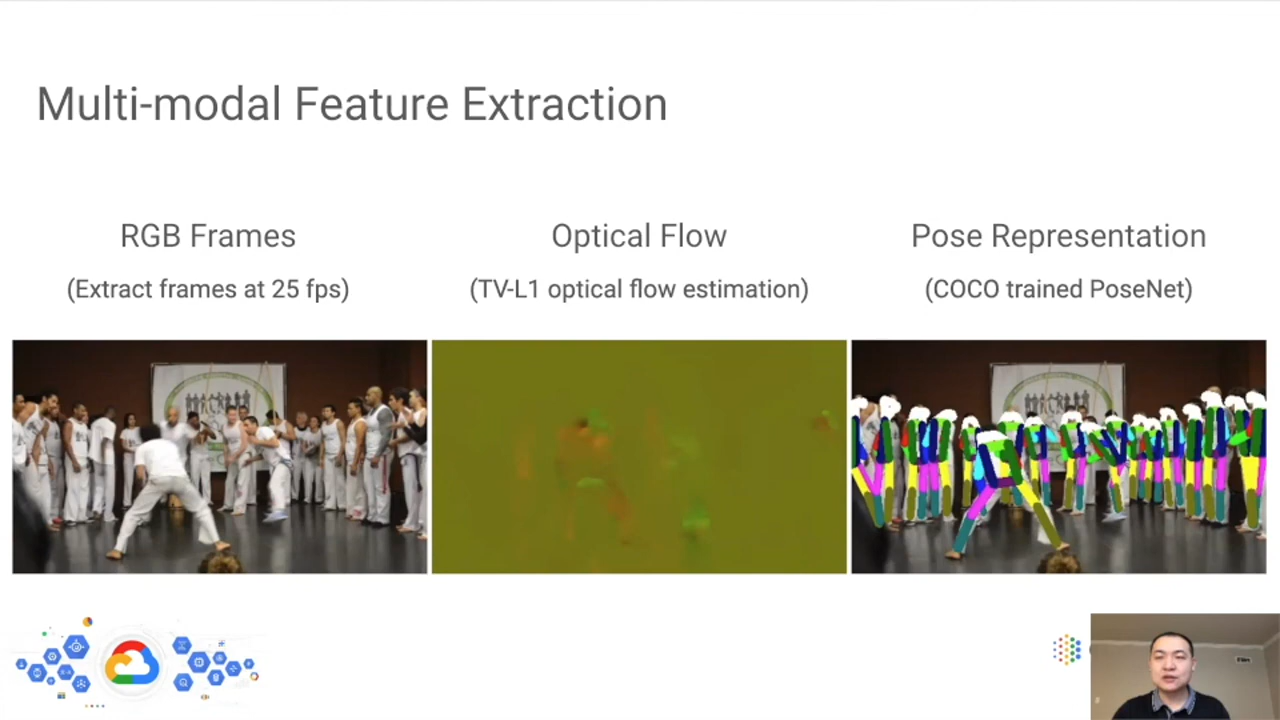 Multi-modal Feature Extraction
RGB Frames
(Extract frames at 25 fps)
Optical Flow
(TV-L1 optical flow estimation)
Pose Representation
(COCO trained PoseNet)